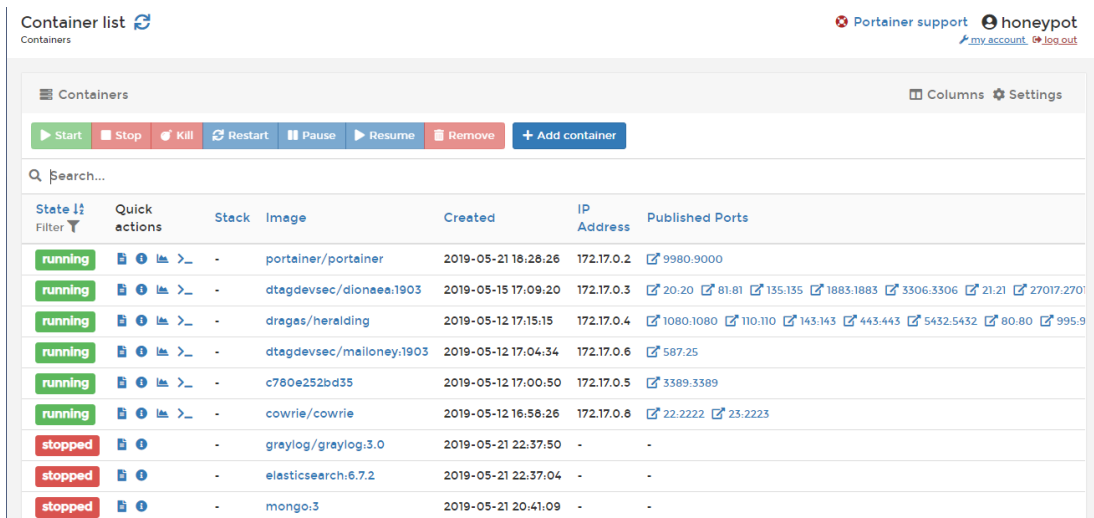 Container list
Portainer support honeypot
Containers
my account log out
Containers
Columns Settings
Start Stop Kill Restart Pause Resume Remove + Add container
Search...
State Quick actions Stack Image Created IP Address Published Ports
Filter
running - portainer/portainer 2019-05-21 18:28:26 172.17.0.2 9980:9000
running - dtagdevsec/dionaea:1903 2019-05-15 17:09:20 172.17.0.3 20:20 81:81 135:135 1883:1883 3306:3306 21:21 27017:2701
running - dragas/heralding 2019-05-12 17:15:15 172.17.0.4 1080:1080 110:110 143:143 443:443 5432:5432 80:80 995:9
running - dtagdevsec/mailoney:1903 2019-05-12 17:04:34 172.17.0.6 587:25
running - c780e252bd35 2019-05-12 17:00:50 172.17.0.5 3389:3389
running - cowrie/cowrie 2019-05-12 16:58:26 172.17.0.8 22:2222 23:2223
stopped - graylog/graylog:3.0 2019-05-21 22:37:50 - -
stopped - elasticsearch:6.7.2 2019-05-21 22:37:04 - -
stopped - mongo:3 2019-05-21 20:41:09 - -